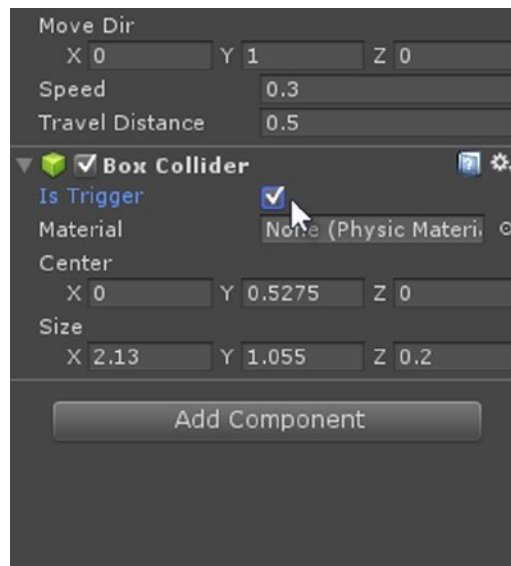 Move Dir
X 0 Y 1 Z 0
Speed 0.3
Travel Distance 0.5
Box Collider
Is Trigger
Material None (Physic Materi
Center
X 0 Y 0.5275 Z 0
Size
X 2.13 Y 1.055 Z 0.2
Add Component